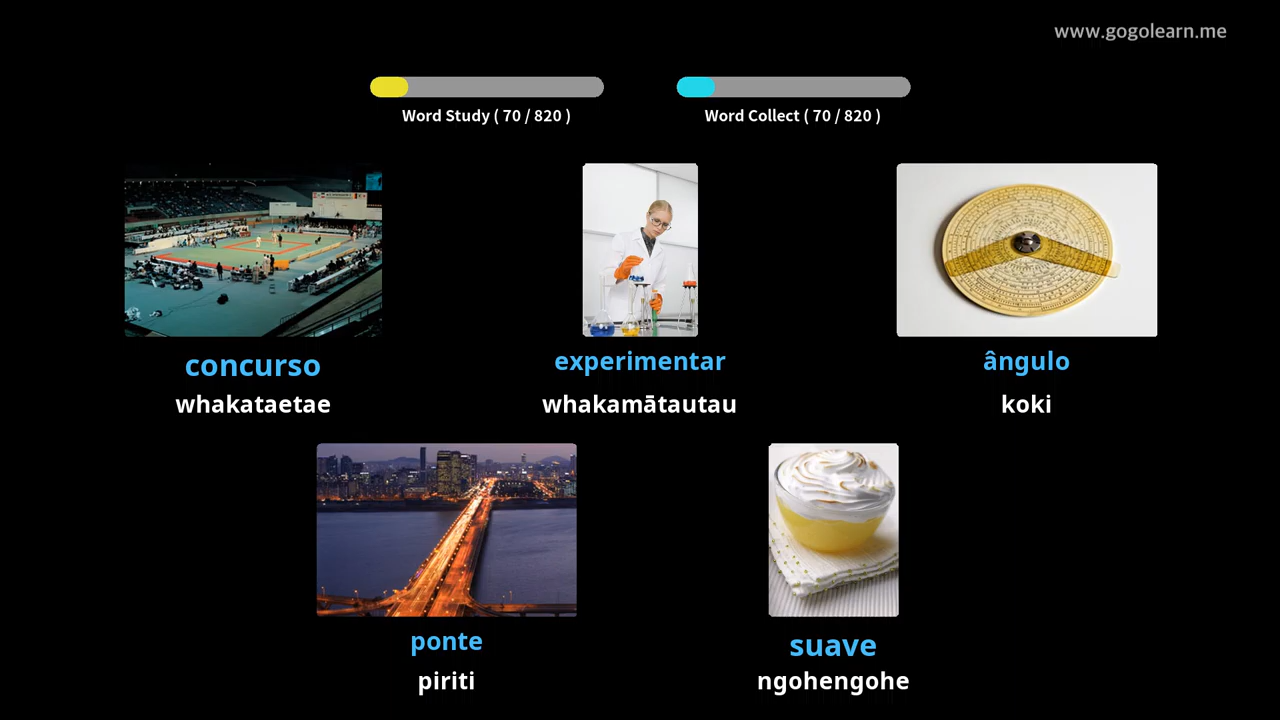 www.gogolearn.me
Word Study ( 70 / 820 )
Word Collect ( 70 / 820 )
concurso
whakataetae
experimentar
whakamātautau
ângulo
koki
ponte
piriti
suave
ngohengohe